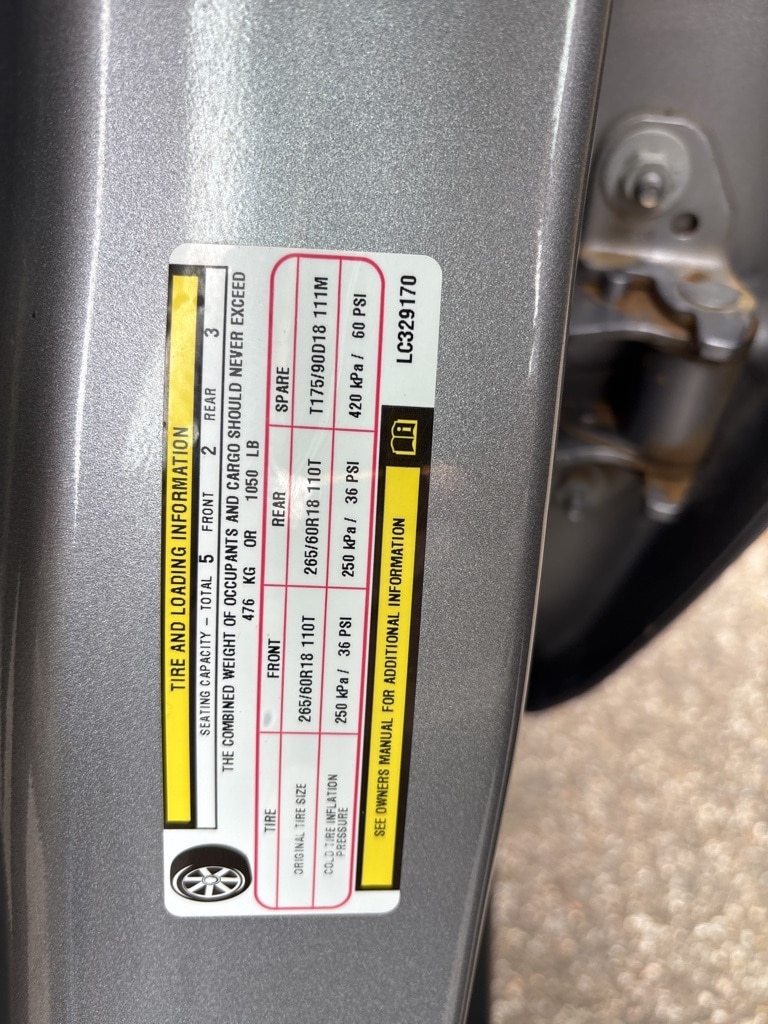 TIRE AND LOADING INFORMATION
SEATING CAPACITY – TOTAL 5 FRONT 2 REAR 3
THE COMBINED WEIGHT OF OCCUPANTS AND CARGO SHOULD NEVER EXCEED
476 KG OR 1050 LB
TIRE FRONT REAR SPARE
ORIGINAL TIRE SIZE 265/60R18 110T 265/60R18 110T T175/90D18 111M
COLD TIRE INFLATION PRESSURE 250 kPa / 36 PSI 250 kPa / 36 PSI 420 kPa / 60 PSI
SEE OWNERS MANUAL FOR ADDITIONAL INFORMATION
LC329170